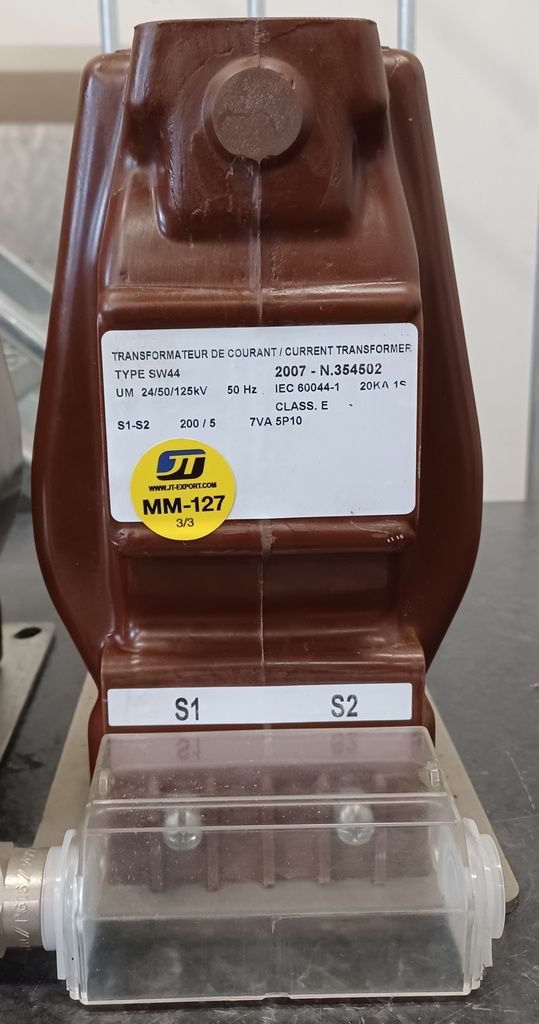 TRANSFORMATEUR DE COURANT / CURRENT TRANSFORMER
TYPE SW44 2007 - N.354502
UM 24/50/125kV 50 Hz IEC 60044-1 20KA 1S
CLASS. E
S1-S2 200 / 5 7VA 5P10
JT
WWW.JT-EXPORT.COM
MM-127
3/3
S1 S2